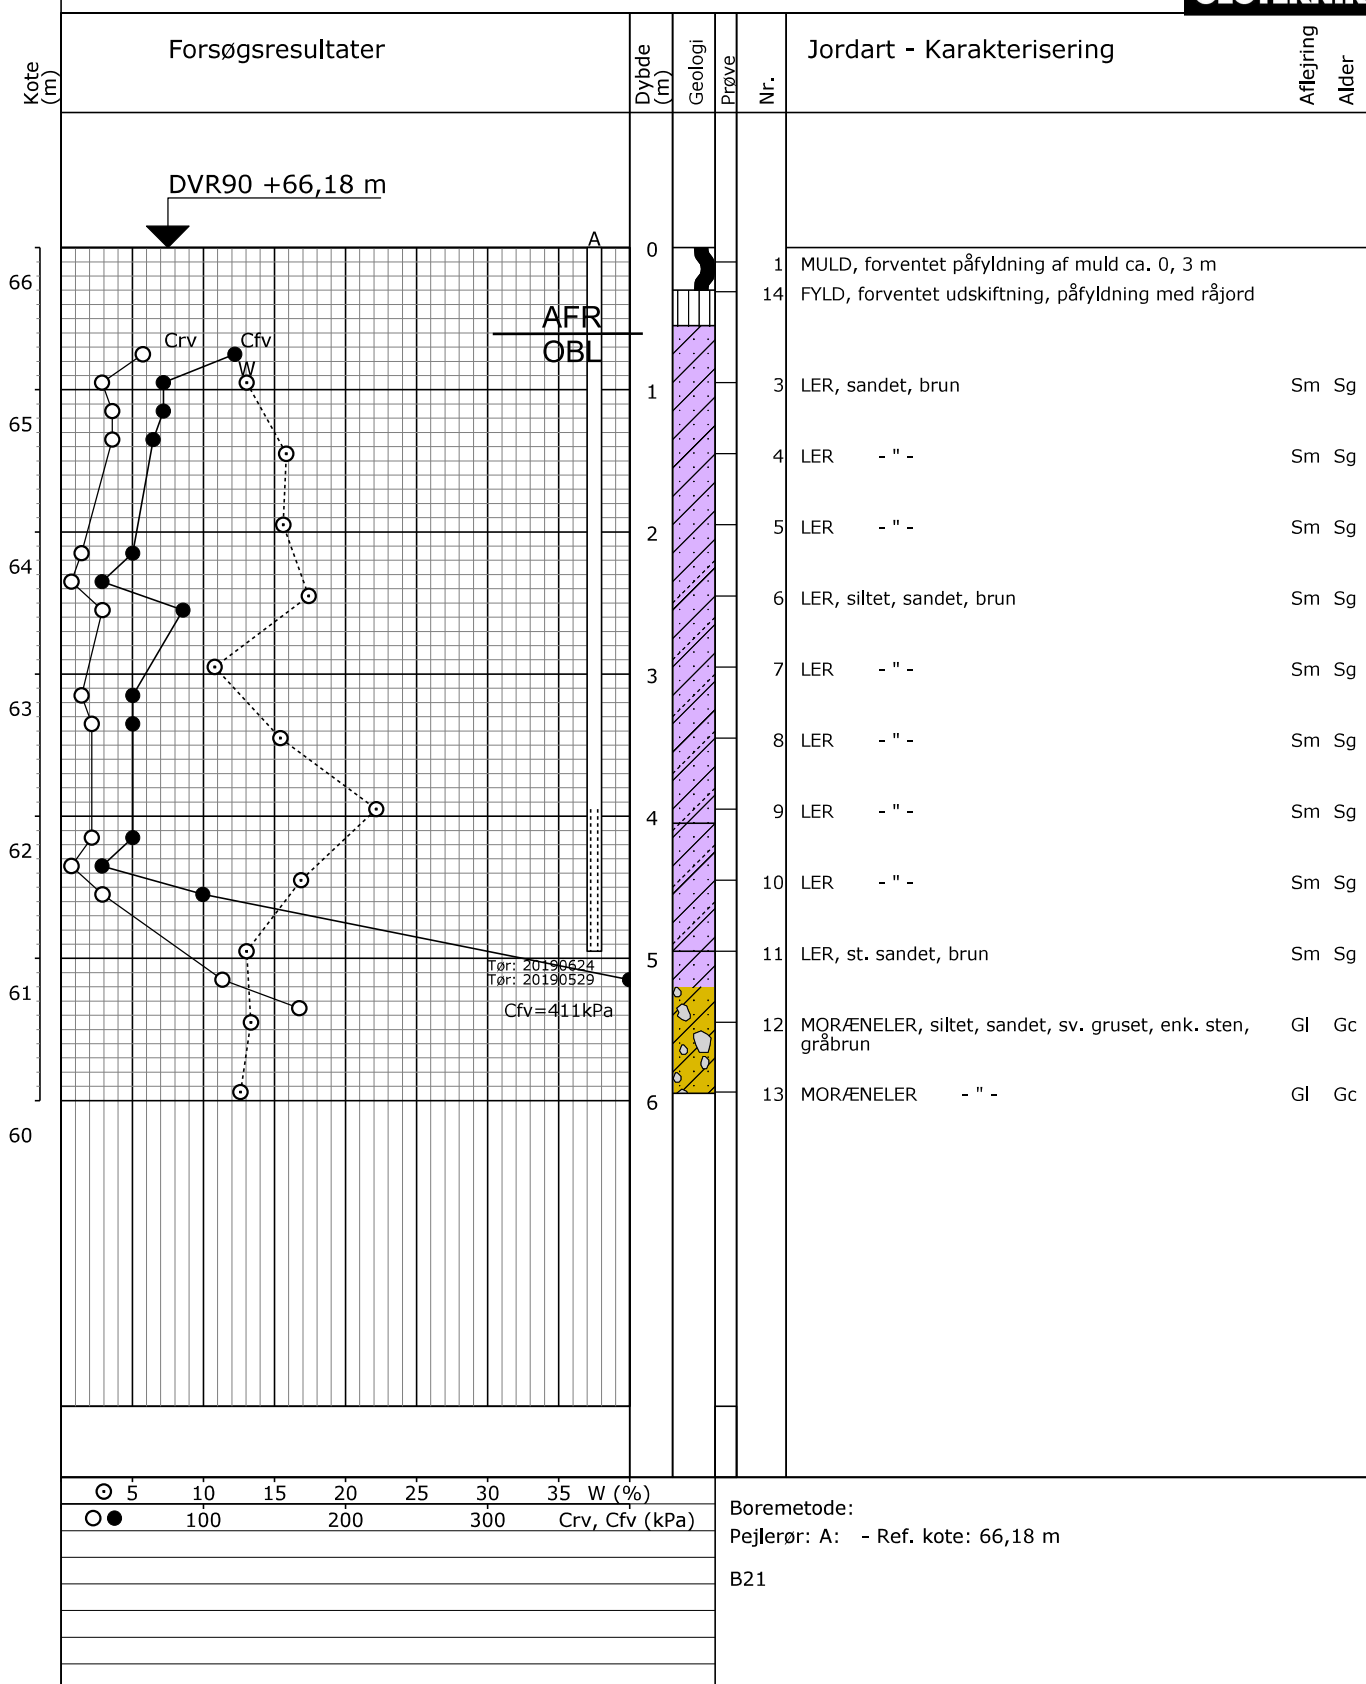 Kote (m)
Forsøgsresultater
Dybde (m)
Geologi
Prøve
Nr.
Jordart - Karakterisering
Aflejring
Alder
DVR90 +66,18 m
A
0
1 MULD, forventet påfyldning af muld ca. 0, 3 m
66
14 FYLD, forventet udskiftning, påfyldning med råjord
AFR
Crv Cfv
OBL
W
1
3 LER, sandet, brun Sm Sg
65
4 LER - " - Sm Sg
2
5 LER - " - Sm Sg
64
6 LER, siltet, sandet, brun Sm Sg
3
7 LER - " - Sm Sg
63
8 LER - " - Sm Sg
4
9 LER - " - Sm Sg
62
10 LER - " - Sm Sg
5
11 LER, st. sandet, brun Sm Sg
Tør: 20190624
Tør: 20190529
61
Cfv=411kPa
12 MORÆNELER, siltet, sandet, sv. gruset, enk. sten, Gl Gc
gråbrun
6
13 MORÆNELER - " - Gl Gc
60
5 10 15 20 25 30 35 W (%)
100 200 300 Crv, Cfv (kPa)
Boremetode:
Pejlerør: A: - Ref. kote: 66,18 m
B21